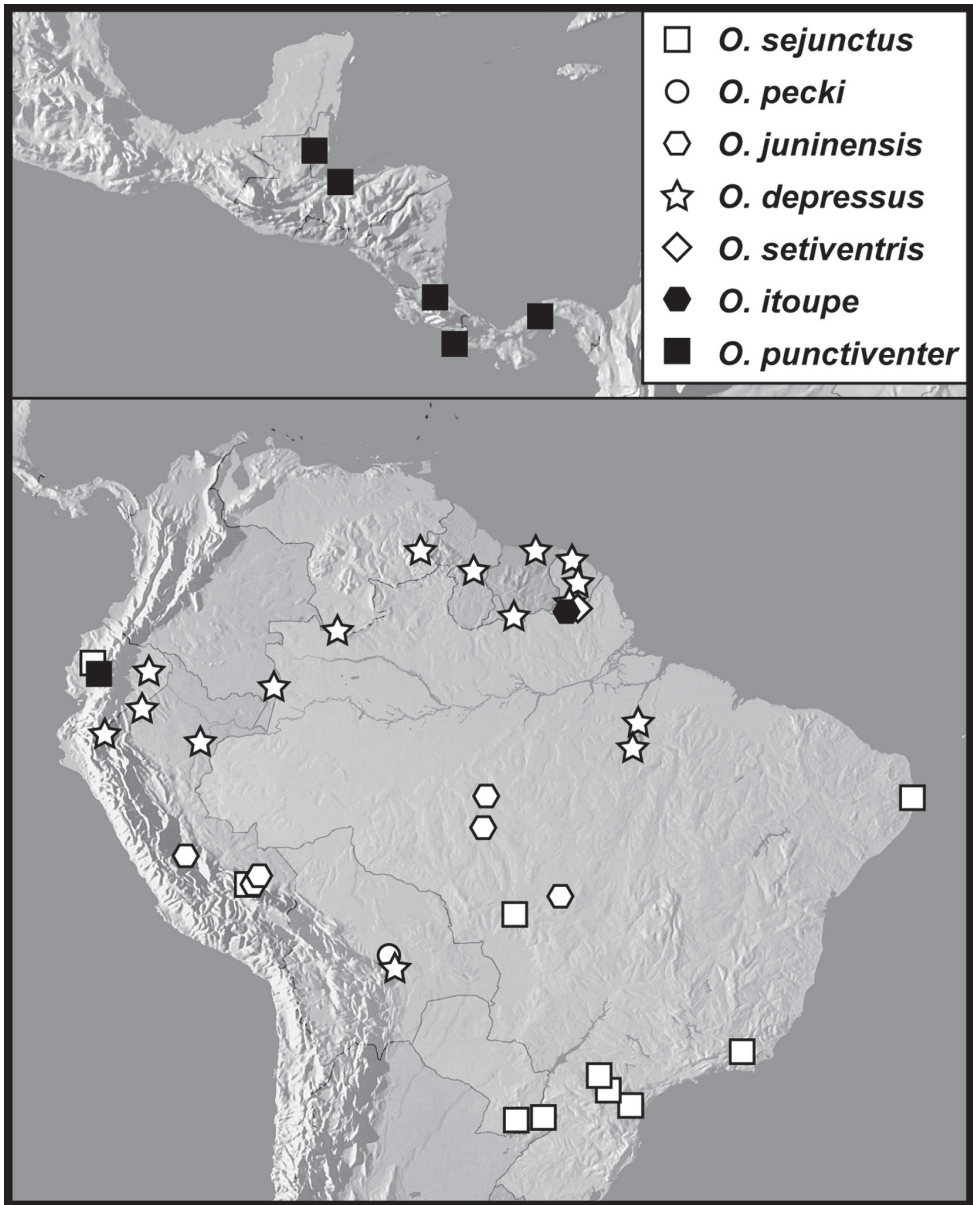 O. sejunctus
O. pecki
O. juninensis
O. depressus
O. setiventris
O. itoupe
O. punctiventer